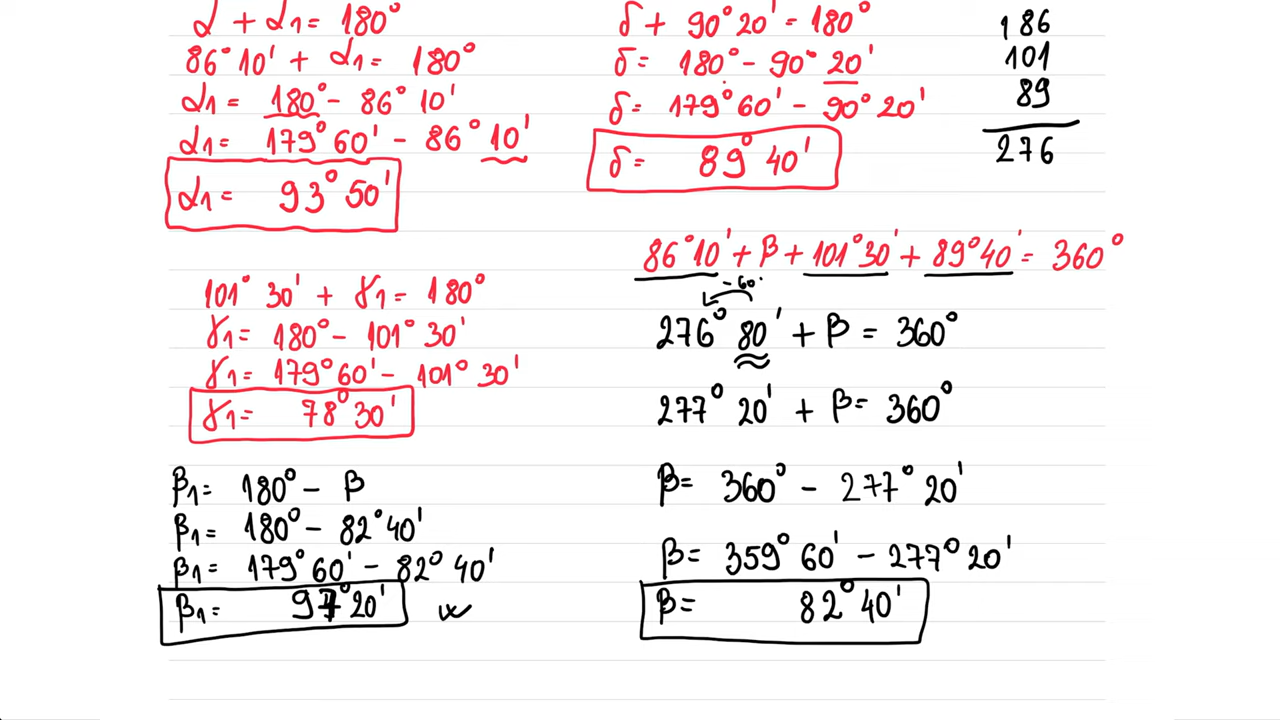 α + α1 = 180°
86° 10' + α1 = 180°
α1 = 180° - 86° 10'
α1 = 179° 60' - 86° 10'
α1 = 93° 50'
δ + 90° 20' = 180°
δ = 180° - 90° 20'
δ = 179° 60' - 90° 20'
δ = 89° 40'
186
101
89
276
101° 30' + γ1 = 180°
γ1 = 180° - 101° 30'
γ1 = 179° 60' - 101° 30'
γ1 = 78° 30'
86° 10' + β + 101° 30' + 89° 40' = 360°
-60'
276° 80' + β = 360°
277° 20' + β = 360°
β = 360° - 277° 20'
β = 359° 60' - 277° 20'
β = 82° 40'
β1 = 180° - β
β1 = 180° - 82° 40'
β1 = 179° 60' - 82° 40'
β1 = 97° 20'